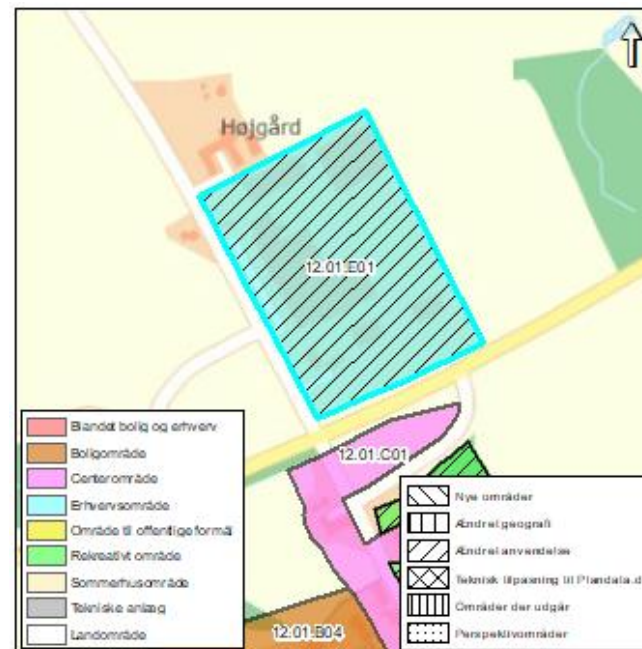 Højgård
12.01.E01
12.01.C01
12.01.B04
Blandet bolig og erhverv
Boligområde
Centerområde
Erhvervsområde
Område til offentlige formål
Rekreativt område
Sommerhusområde
Tekniske anlæg
Landområde
Nye områder
Ændret geografi
Ændret anvendelse
Teknisk tilpasning til Plandata.d
Områder der udgår
Perspektivområder